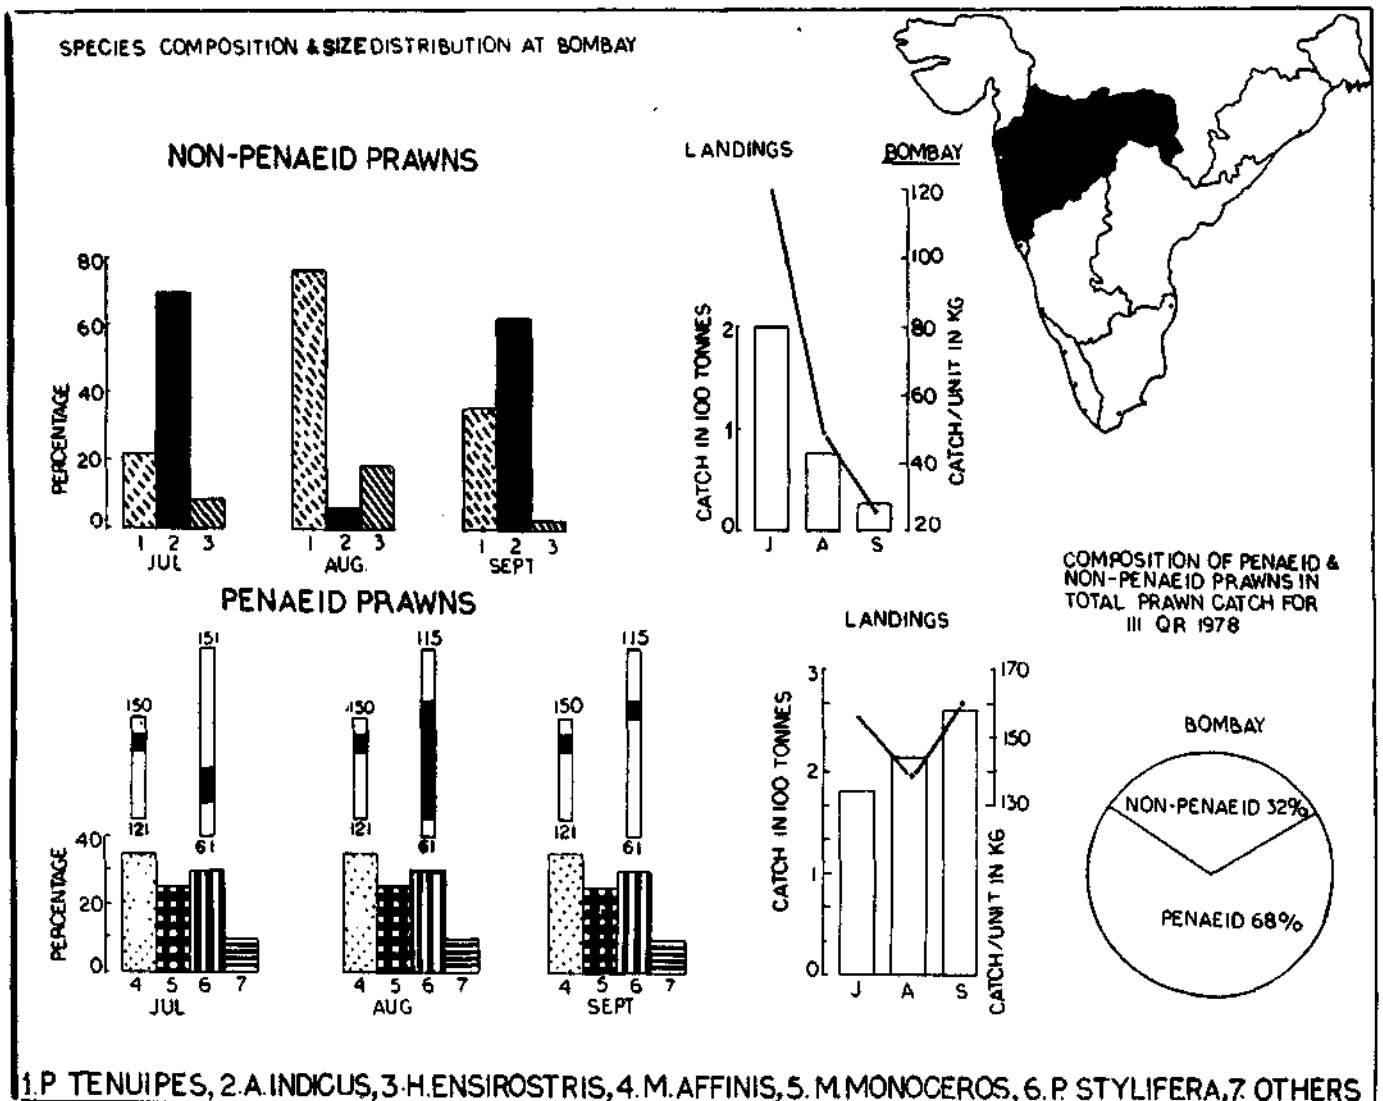 SPECIES COMPOSITION & SIZE DISTRIBUTION AT BOMBAY
NON-PENAEID PRAWNS
PERCENTAGE
80
60
40
20
0
1 2 3
JUL
1 2 3
AUG.
1 2 3
SEPT
LANDINGS
BOMBAY
CATCH IN 100 TONNES
2
1
0
J A S
120
100
80
60
40
20
CATCH/UNIT IN KG
PENAEID PRAWNS
150
121
151
61
150
121
115
61
150
121
115
61
PERCENTAGE
40
20
0
4 5 6 7
JUL
4 5 6 7
AUG
4 5 6 7
SEPT
LANDINGS
CATCH IN 100 TONNES
3
2
1
0
J A S
170
150
130
CATCH/UNIT IN KG
COMPOSITION OF PENAEID &
NON-PENAEID PRAWNS IN
TOTAL PRAWN CATCH FOR
III QR 1978
BOMBAY
NON-PENAEID 32%
PENAEID 68%
1.P TENUIPES, 2.A.INDICUS,3.H.ENSIROSTRIS,4.M.AFFINIS,5.M.MONOCEROS,6.P. STYLIFERA,7. OTHERS